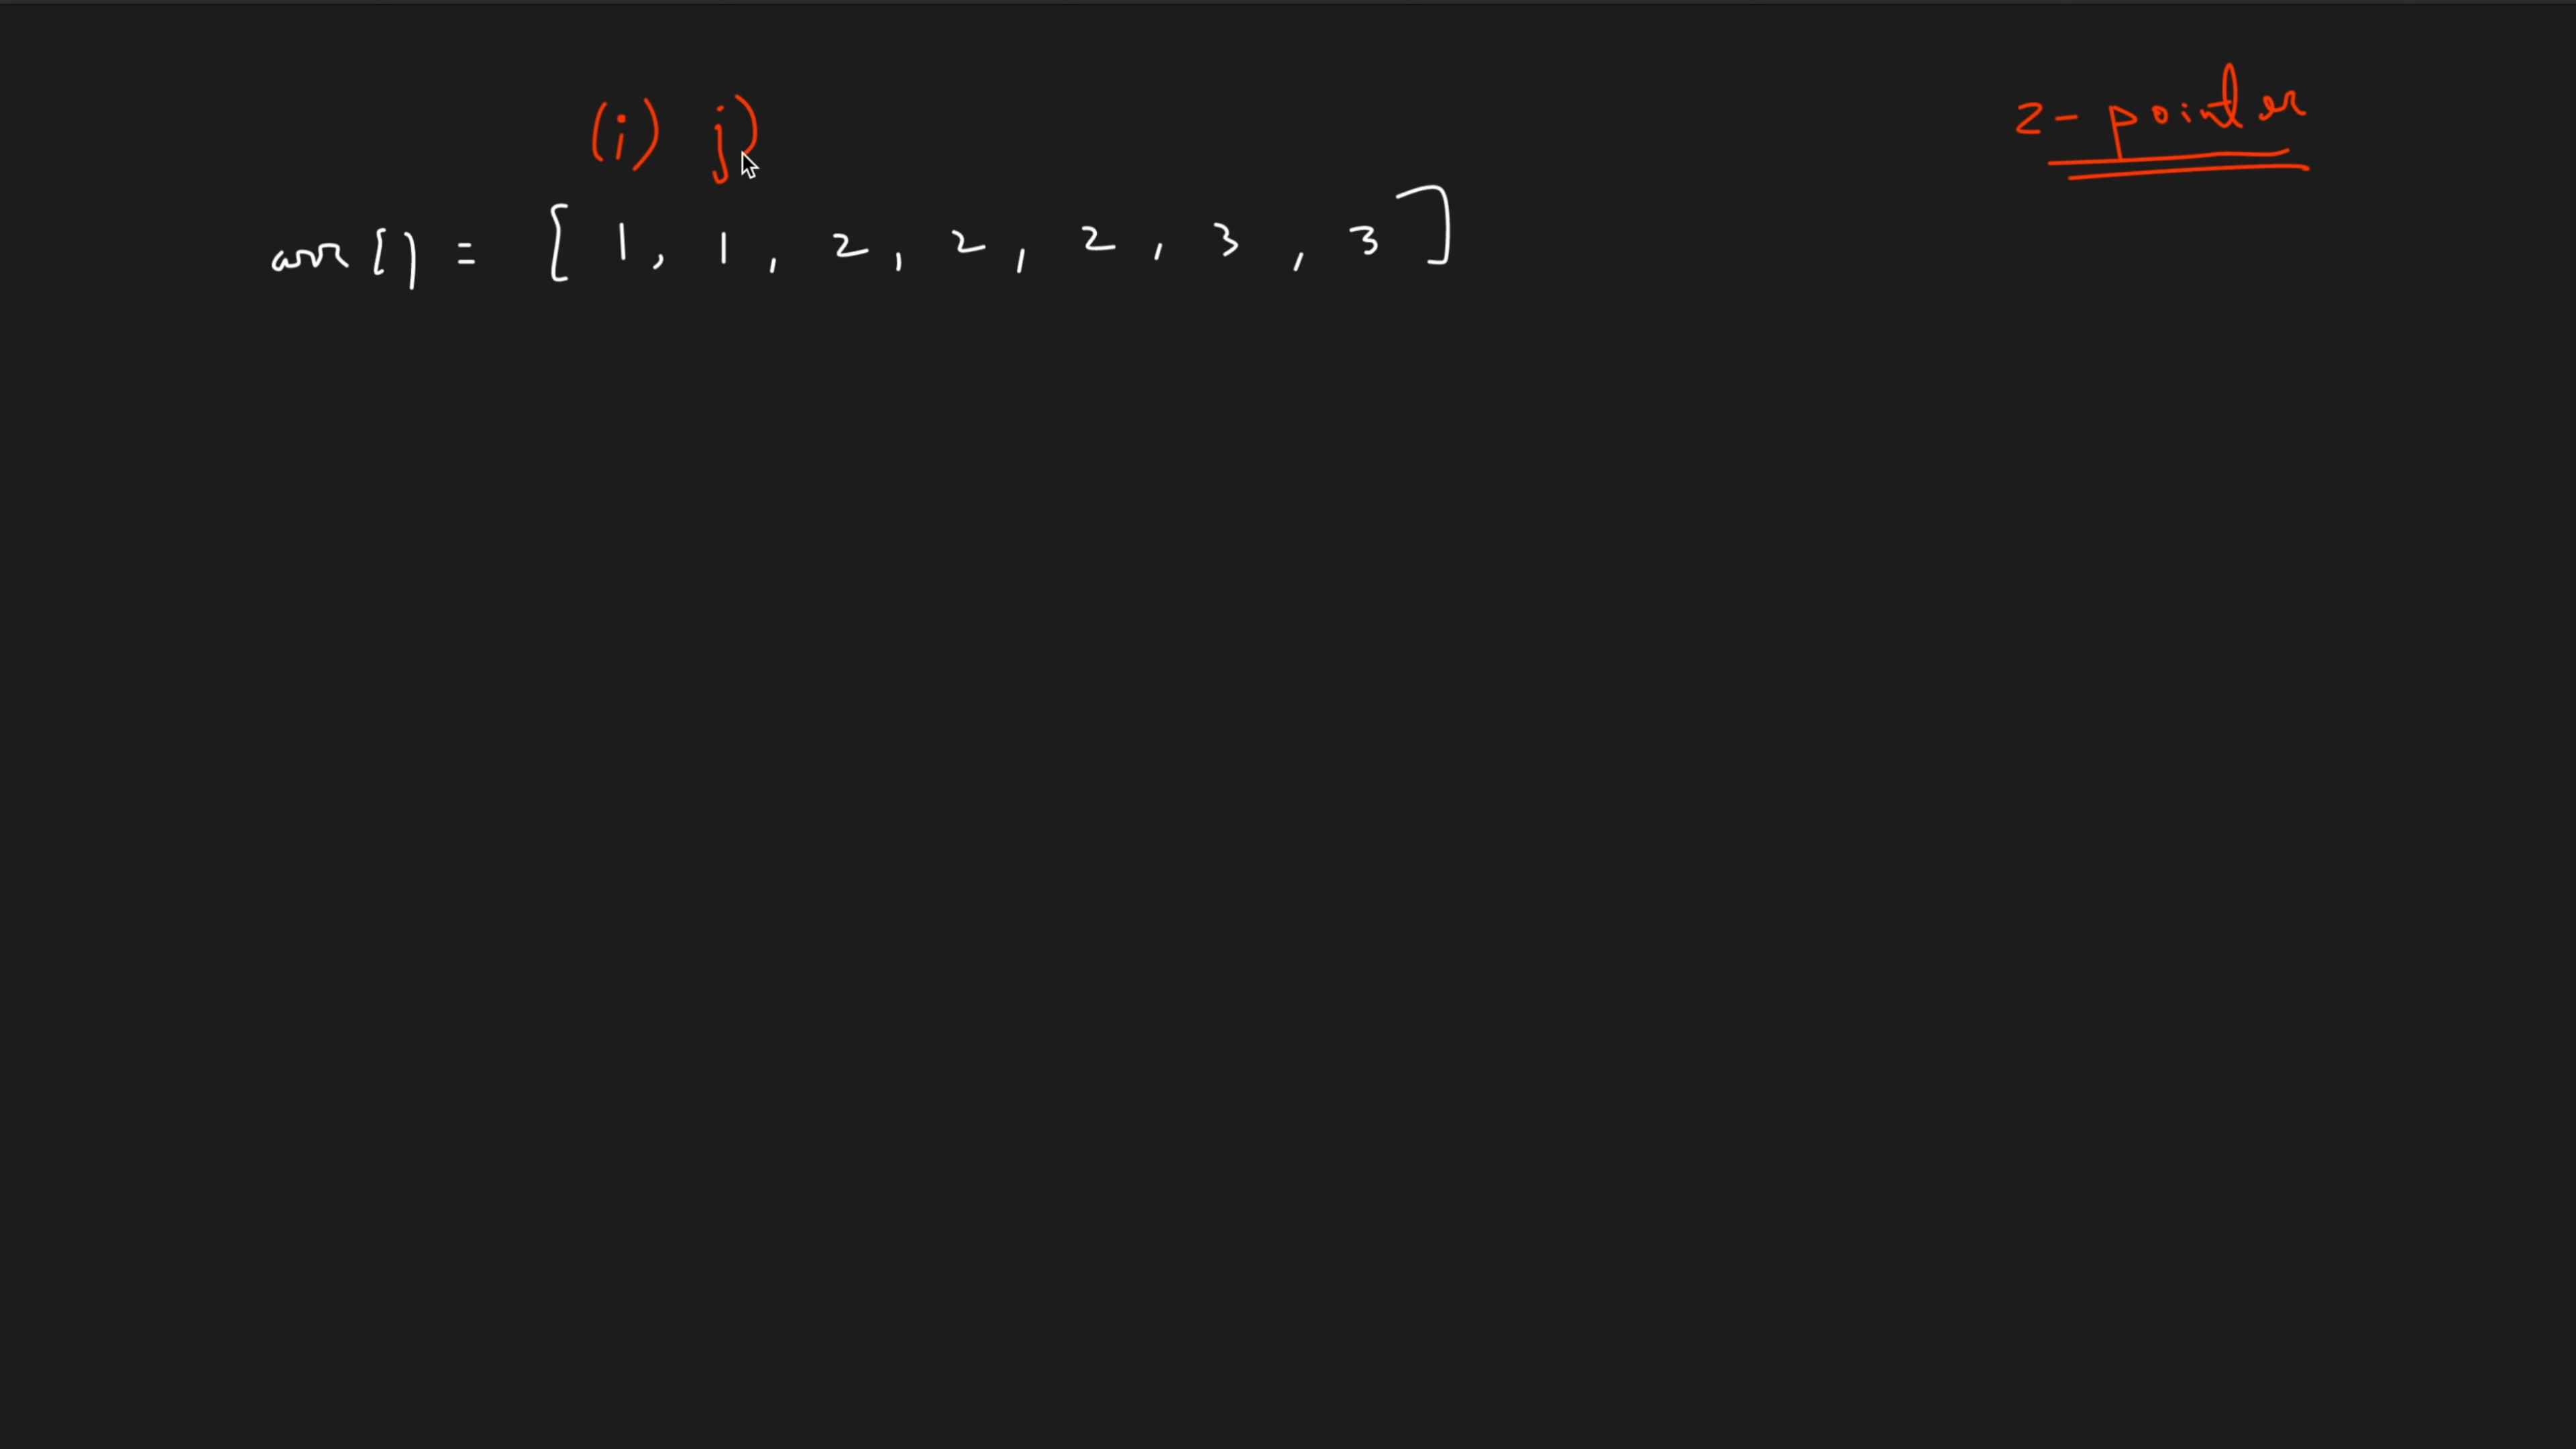 (i) j)
2-pointer
arr[] = [ 1, 1, 2, 2, 2, 3, 3 ]